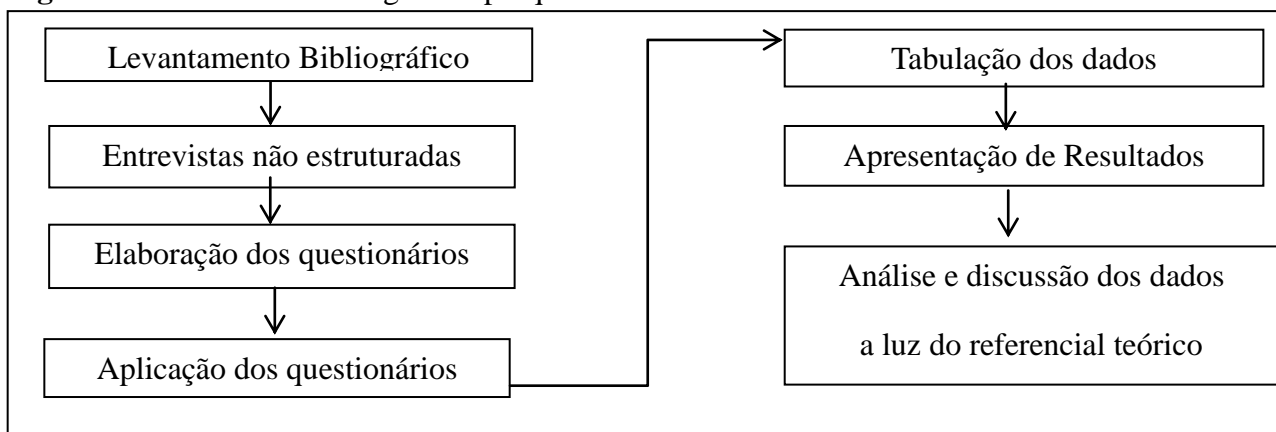 Levantamento Bibliográfico
Entrevistas não estruturadas
Elaboração dos questionários
Aplicação dos questionários
Tabulação dos dados
Apresentação de Resultados
Análise e discussão dos dados
a luz do referencial teórico